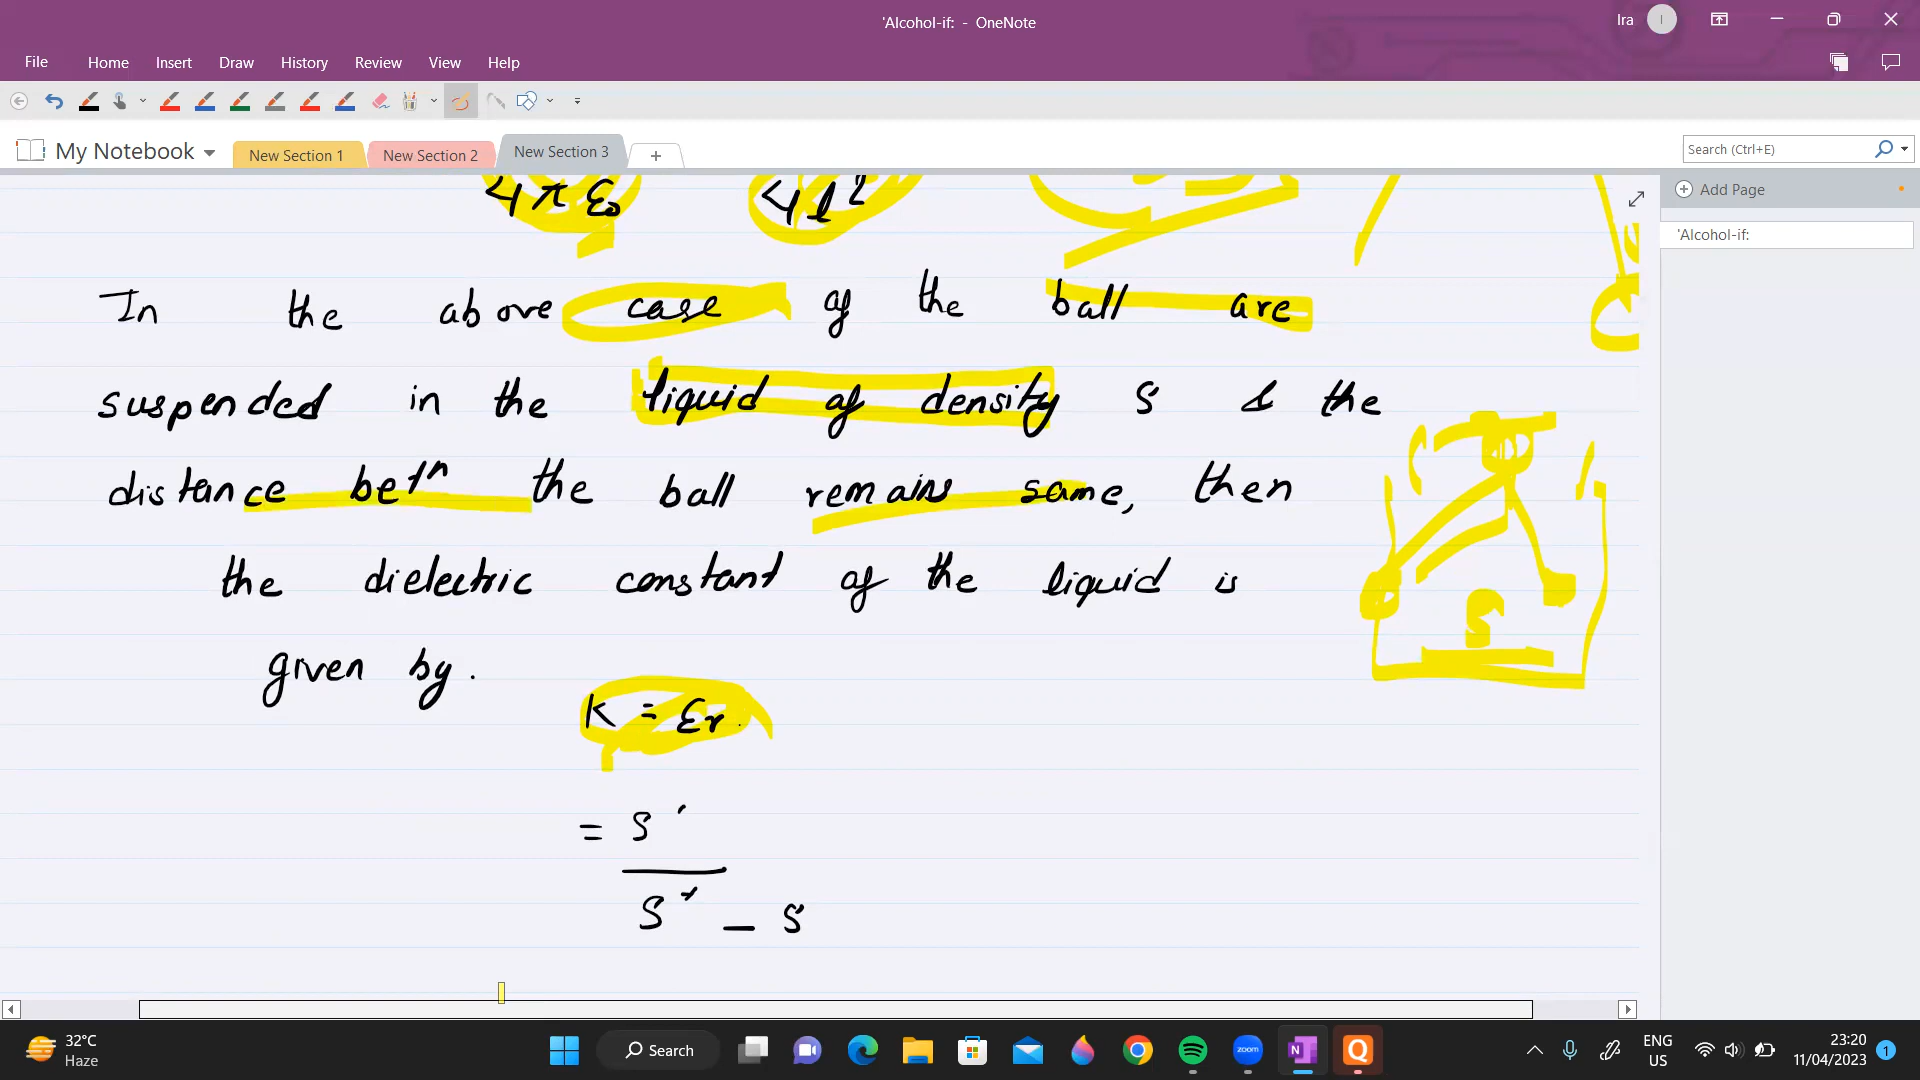 'Alcohol-if: - OneNote
Ira I
File Home Insert Draw History Review View Help
My Notebook New Section 1 New Section 2 New Section 3 + Search (Ctrl+E)
Add Page
'Alcohol-if:
4πε₀ 4l²
In the above case of the ball are
suspended in the liquid of density S & the
distance betn the ball remains same, then
the dielectric constant of the liquid is
given by.
K = εr.
= S'
S' - S
S
32°C
Haze
Search
zoom
N
Q
ENG
US
23:20
11/04/2023
1